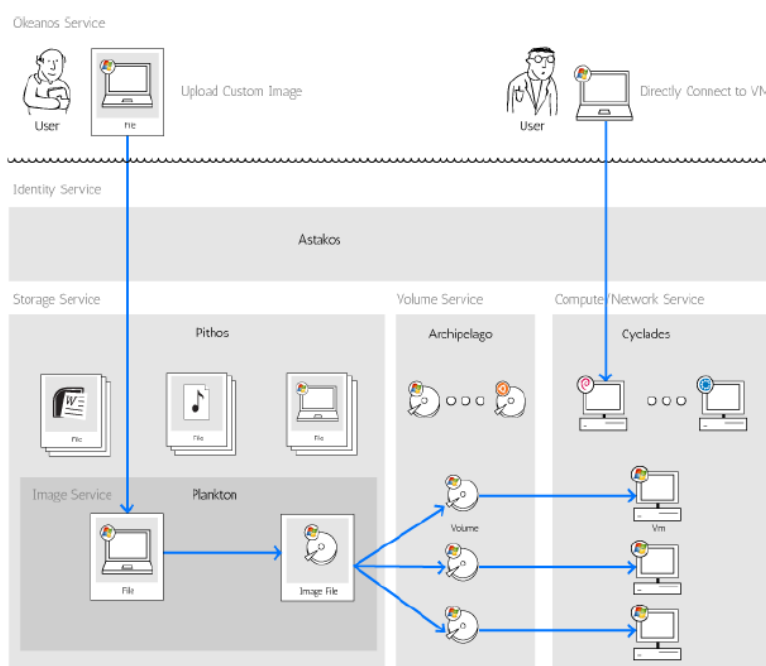 Okeanos Service
Upload Custom Image
Directly Connect to VM
User
File
User
Identity Service
Astakos
Storage Service
Volume Service
Compute/Network Service
Pithos
Archipelago
Cyclades
W
File
File
File
Image Service
Plankton
Volume
Vm
File
Image File